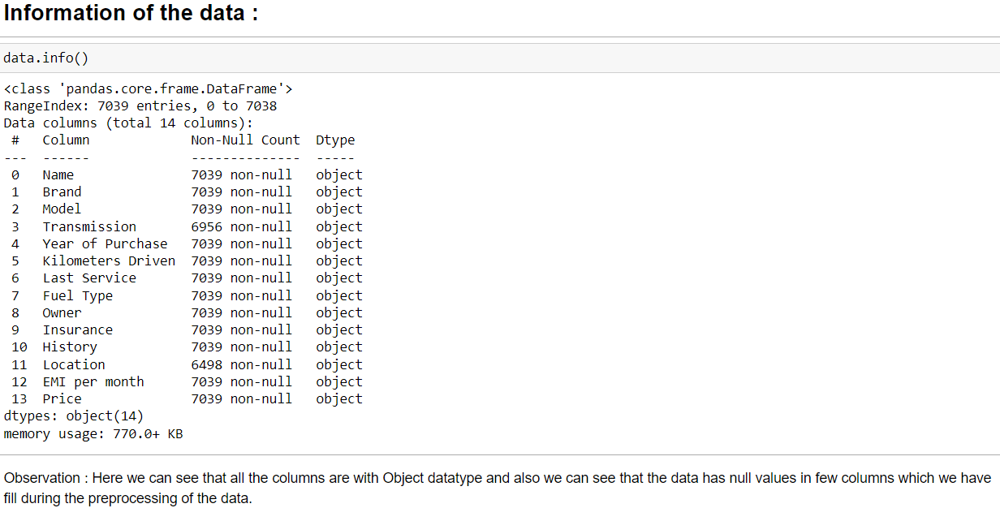 Information of the data :
data.info()
<class 'pandas.core.frame.DataFrame'>
RangeIndex: 7039 entries, 0 to 7038
Data columns (total 14 columns):
 #   Column             Non-Null Count  Dtype
---  ------             --------------  -----
 0   Name               7039 non-null   object
 1   Brand              7039 non-null   object
 2   Model              7039 non-null   object
 3   Transmission       6956 non-null   object
 4   Year of Purchase   7039 non-null   object
 5   Kilometers Driven  7039 non-null   object
 6   Last Service       7039 non-null   object
 7   Fuel Type          7039 non-null   object
 8   Owner              7039 non-null   object
 9   Insurance          7039 non-null   object
 10  History            7039 non-null   object
 11  Location           6498 non-null   object
 12  EMI per month      7039 non-null   object
 13  Price              7039 non-null   object
dtypes: object(14)
memory usage: 770.0+ KB
Observation : Here we can see that all the columns are with Object datatype and also we can see that the data has null values in few columns which we have
fill during the preprocessing of the data.